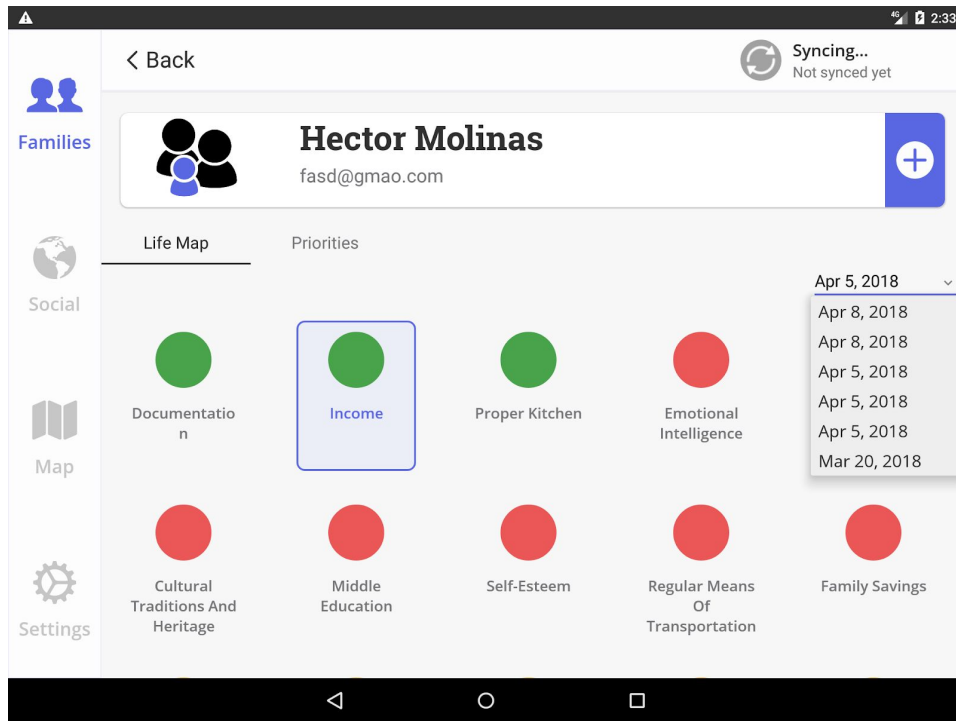 4G 2:33
Back
Syncing...
Not synced yet
Families
Hector Molinas
fasd@gmao.com
Life Map Priorities
Social
Apr 5, 2018
Apr 8, 2018
Apr 8, 2018
Apr 5, 2018
Apr 5, 2018
Apr 5, 2018
Mar 20, 2018
Documentatio
n
Income
Proper Kitchen
Emotional
Intelligence
Map
Cultural
Traditions And
Heritage
Middle
Education
Self-Esteem
Regular Means
Of
Transportation
Family Savings
Settings